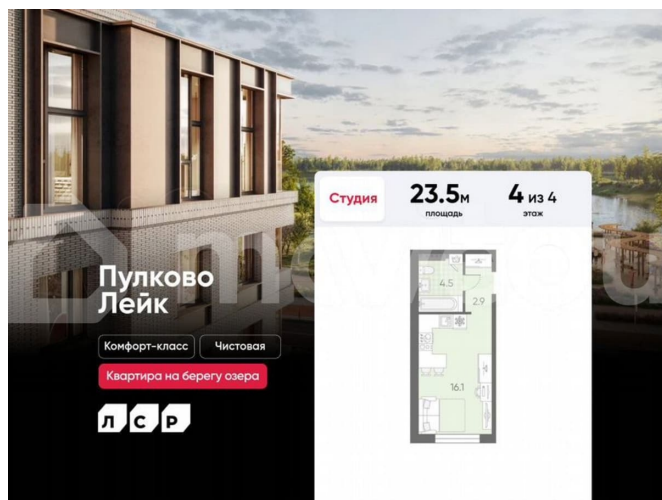 Студия
23.5м
площадь
4 из 4
этаж
4.5
2.9
16.1
Пулково
Лейк
Комфорт-класс
Чистовая
Квартира на берегу озера
ЛСР